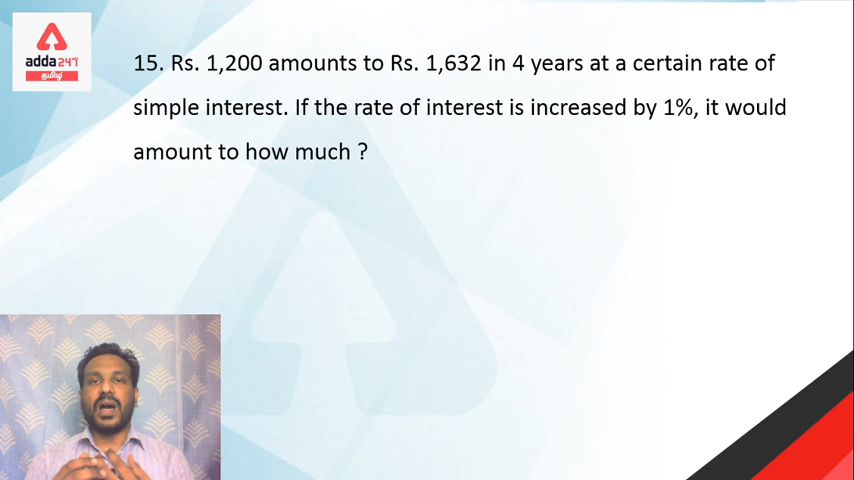 adda247
தமிழ்
15. Rs. 1,200 amounts to Rs. 1,632 in 4 years at a certain rate of
simple interest. If the rate of interest is increased by 1%, it would
amount to how much ?